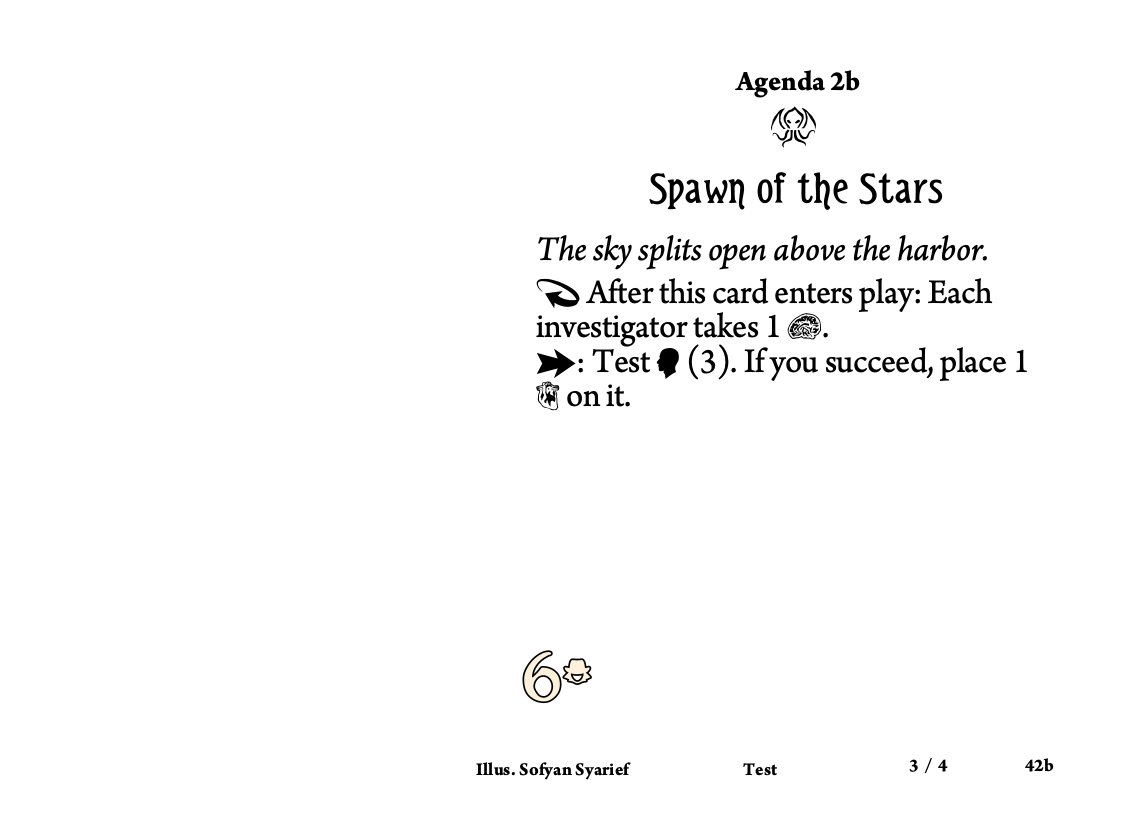 Agenda 2b
Spawn of the Stars
The sky splits open above the harbor.
After this card enters play: Each
investigator takes 1 .
: Test (3). If you succeed, place 1
on it.
6
Illus. Sofyan Syarief
Test
3 / 4
42b